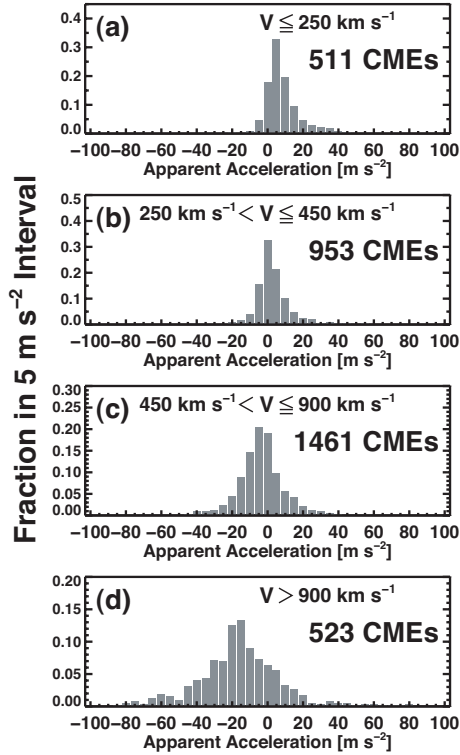 Fraction in 5 m s⁻² Interval
(a)
V ≦ 250 km s⁻¹
511 CMEs
0.4
0.3
0.2
0.1
0.0
−100−80 −60 −40 −20 0 20 40 60 80 100
Apparent Acceleration [m s⁻²]
(b)
250 km s⁻¹ < V ≦ 450 km s⁻¹
953 CMEs
0.5
0.4
0.3
0.2
0.1
0.0
−100−80 −60 −40 −20 0 20 40 60 80 100
Apparent Acceleration [m s⁻²]
(c)
450 km s⁻¹ < V ≦ 900 km s⁻¹
1461 CMEs
0.30
0.25
0.20
0.15
0.10
0.05
0.00
−100−80 −60 −40 −20 0 20 40 60 80 100
Apparent Acceleration [m s⁻²]
(d)
V > 900 km s⁻¹
523 CMEs
0.20
0.15
0.10
0.05
0.00
−100−80 −60 −40 −20 0 20 40 60 80 100
Apparent Acceleration [m s⁻²]